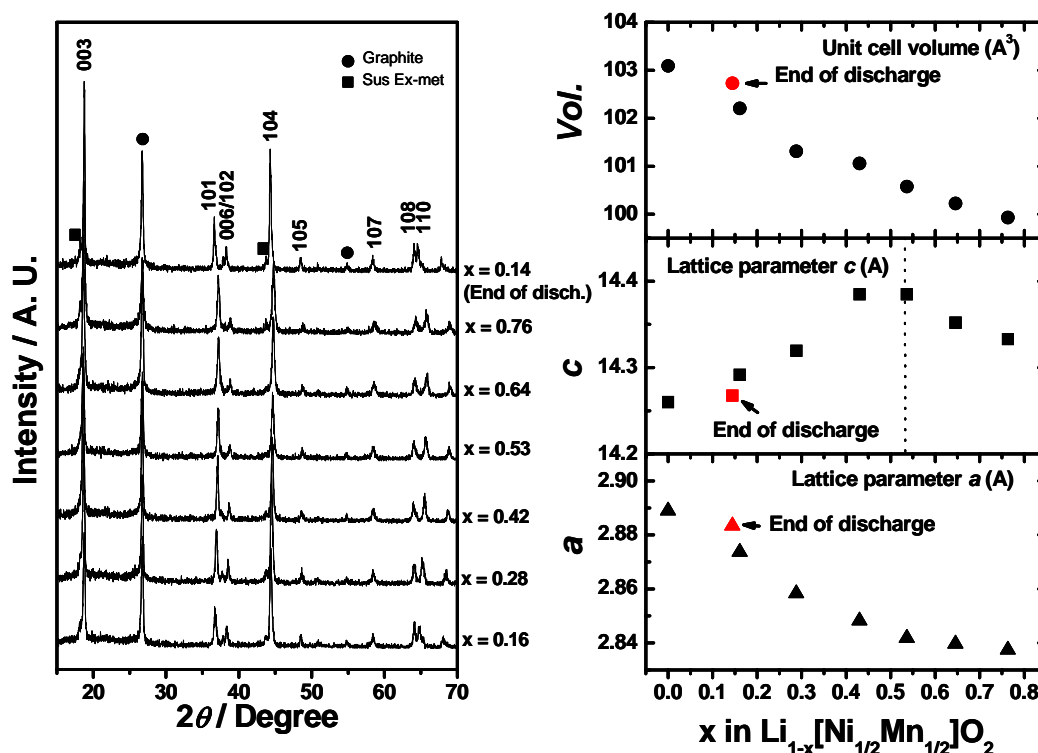 003
Graphite
Sus Ex-met
104
101
006/102
105
107
108
110
x = 0.14
(End of disch.)
x = 0.76
x = 0.64
x = 0.53
x = 0.42
x = 0.28
x = 0.16
Intensity / A. U.
20 30 40 50 60 70
2θ / Degree
Unit cell volume (A³)
End of discharge
Vol.
104
103
102
101
100
Lattice parameter c (A)
End of discharge
c
14.4
14.3
14.2
Lattice parameter a (A)
End of discharge
a
2.90
2.88
2.86
2.84
0.0 0.1 0.2 0.3 0.4 0.5 0.6 0.7 0.8
x in Li₁₋ₓ[Ni₁/₂Mn₁/₂]O₂